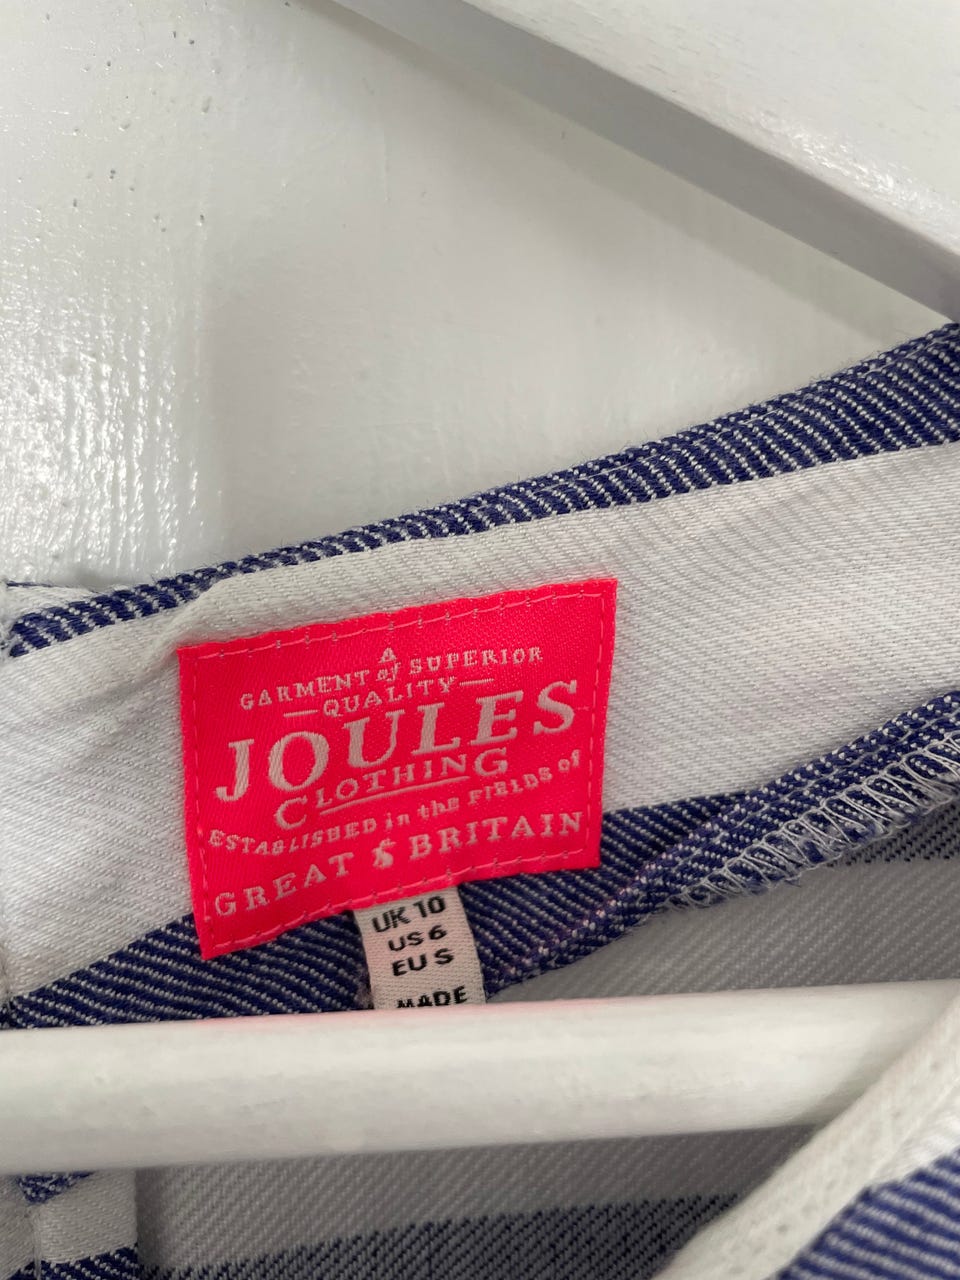 A
GARMENT of SUPERIOR
QUALITY
JOULES
CLOTHING
ESTABLISHED in the FIELDS of
GREAT BRITAIN
UK 10
US 6
EU S
MADE